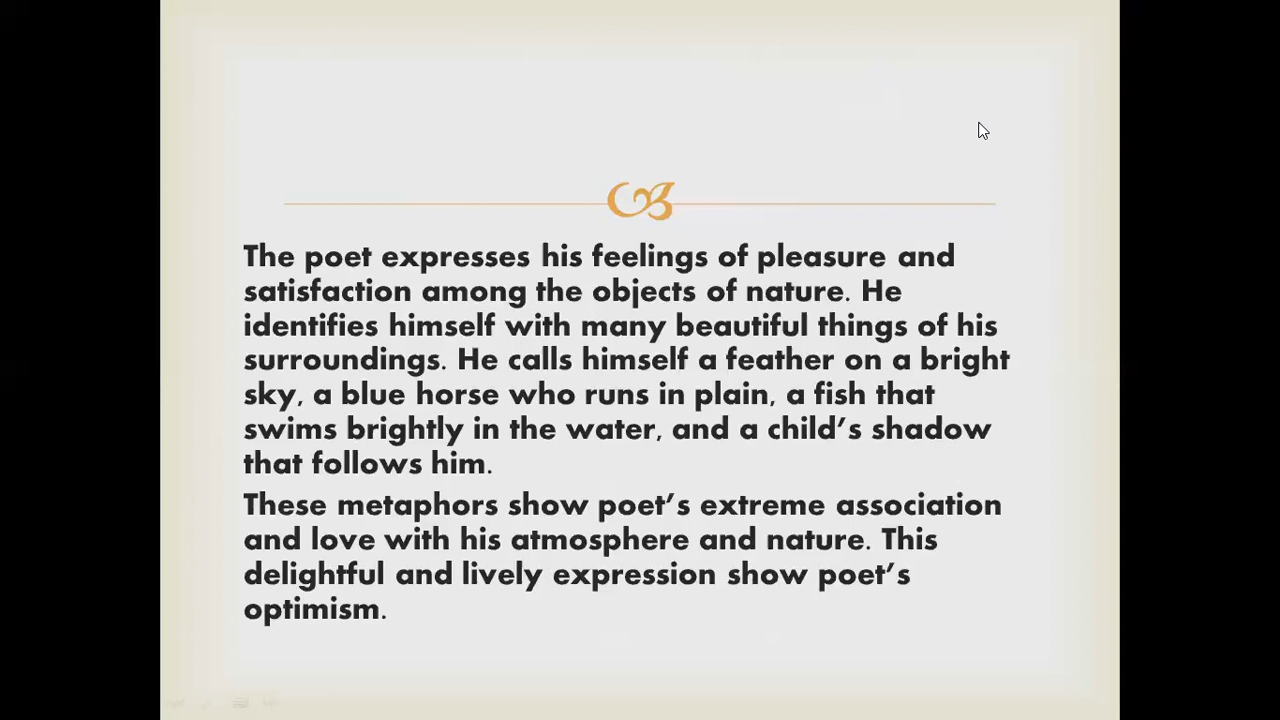 The poet expresses his feelings of pleasure and
satisfaction among the objects of nature. He
identifies himself with many beautiful things of his
surroundings. He calls himself a feather on a bright
sky, a blue horse who runs in plain, a fish that
swims brightly in the water, and a child’s shadow
that follows him.
These metaphors show poet’s extreme association
and love with his atmosphere and nature. This
delightful and lively expression show poet’s
optimism.